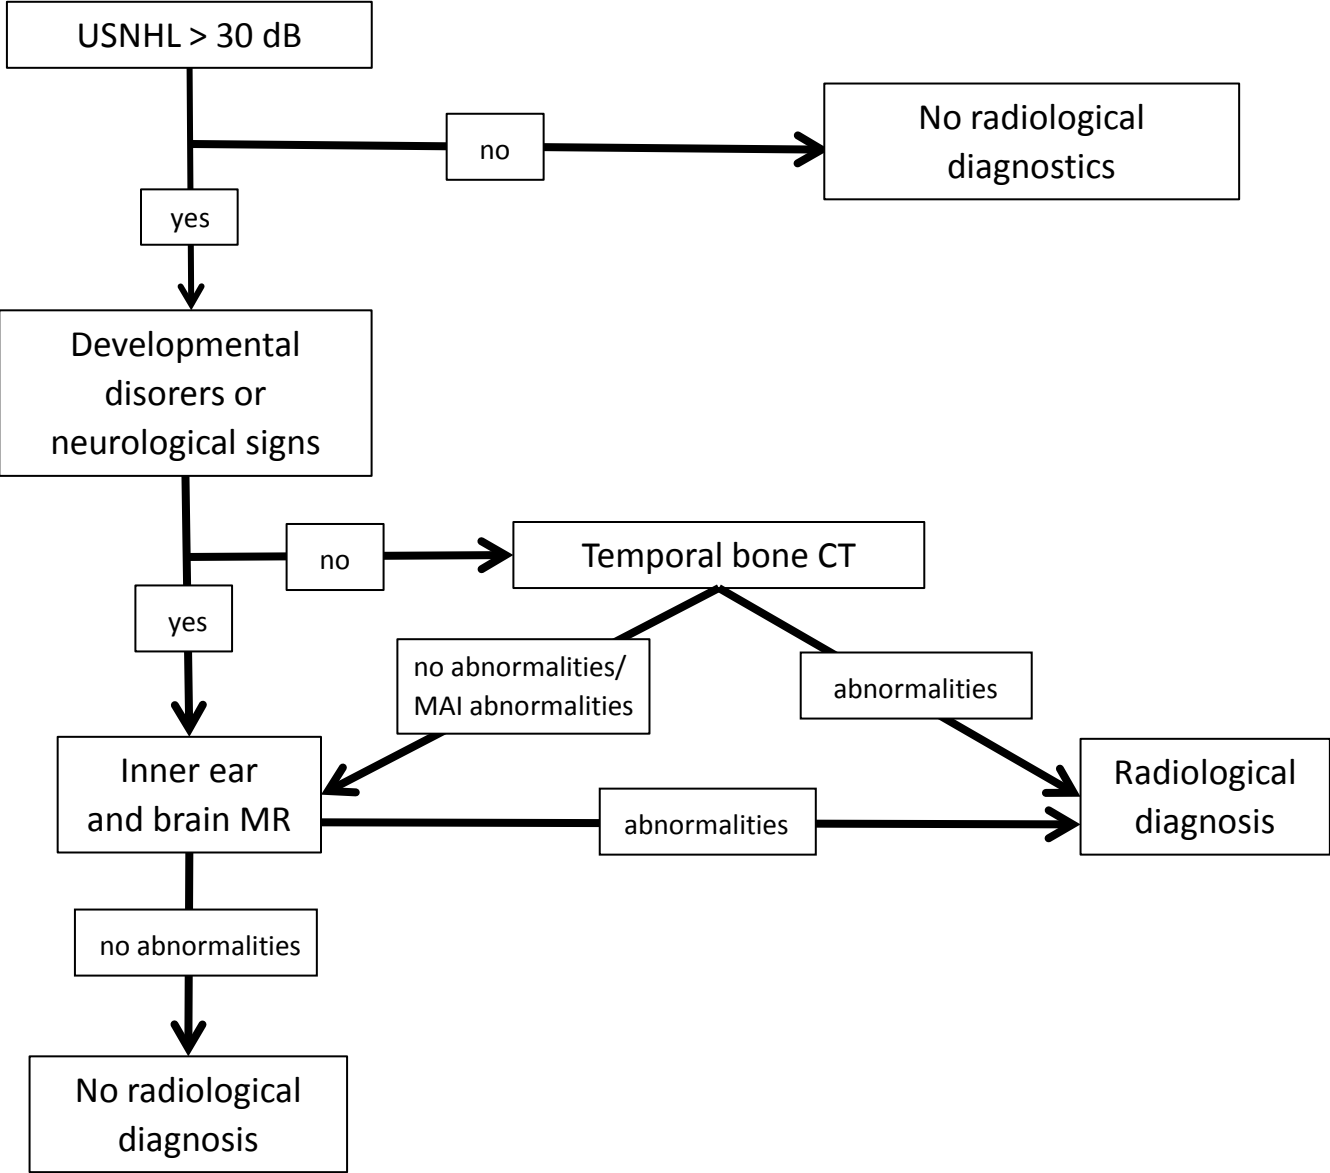 USNHL > 30 dB
No radiological
diagnostics
no
yes
Developmental
disorers or
neurological signs
no
Temporal bone CT
yes
no abnormalities/
MAI abnormalities
abnormalities
Inner ear
and brain MR
abnormalities
Radiological
diagnosis
no abnormalities
No radiological
diagnosis